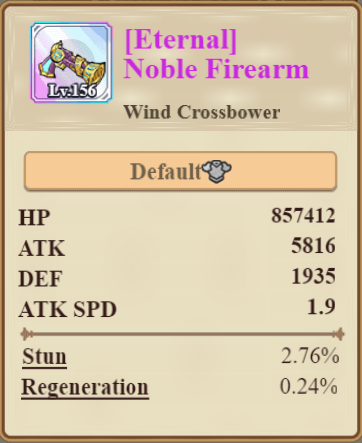 [Eternal]
Noble Firearm
Lv.156
Wind Crossbower
Default
HP 857412
ATK 5816
DEF 1935
ATK SPD 1.9
Stun 2.76%
Regeneration 0.24%